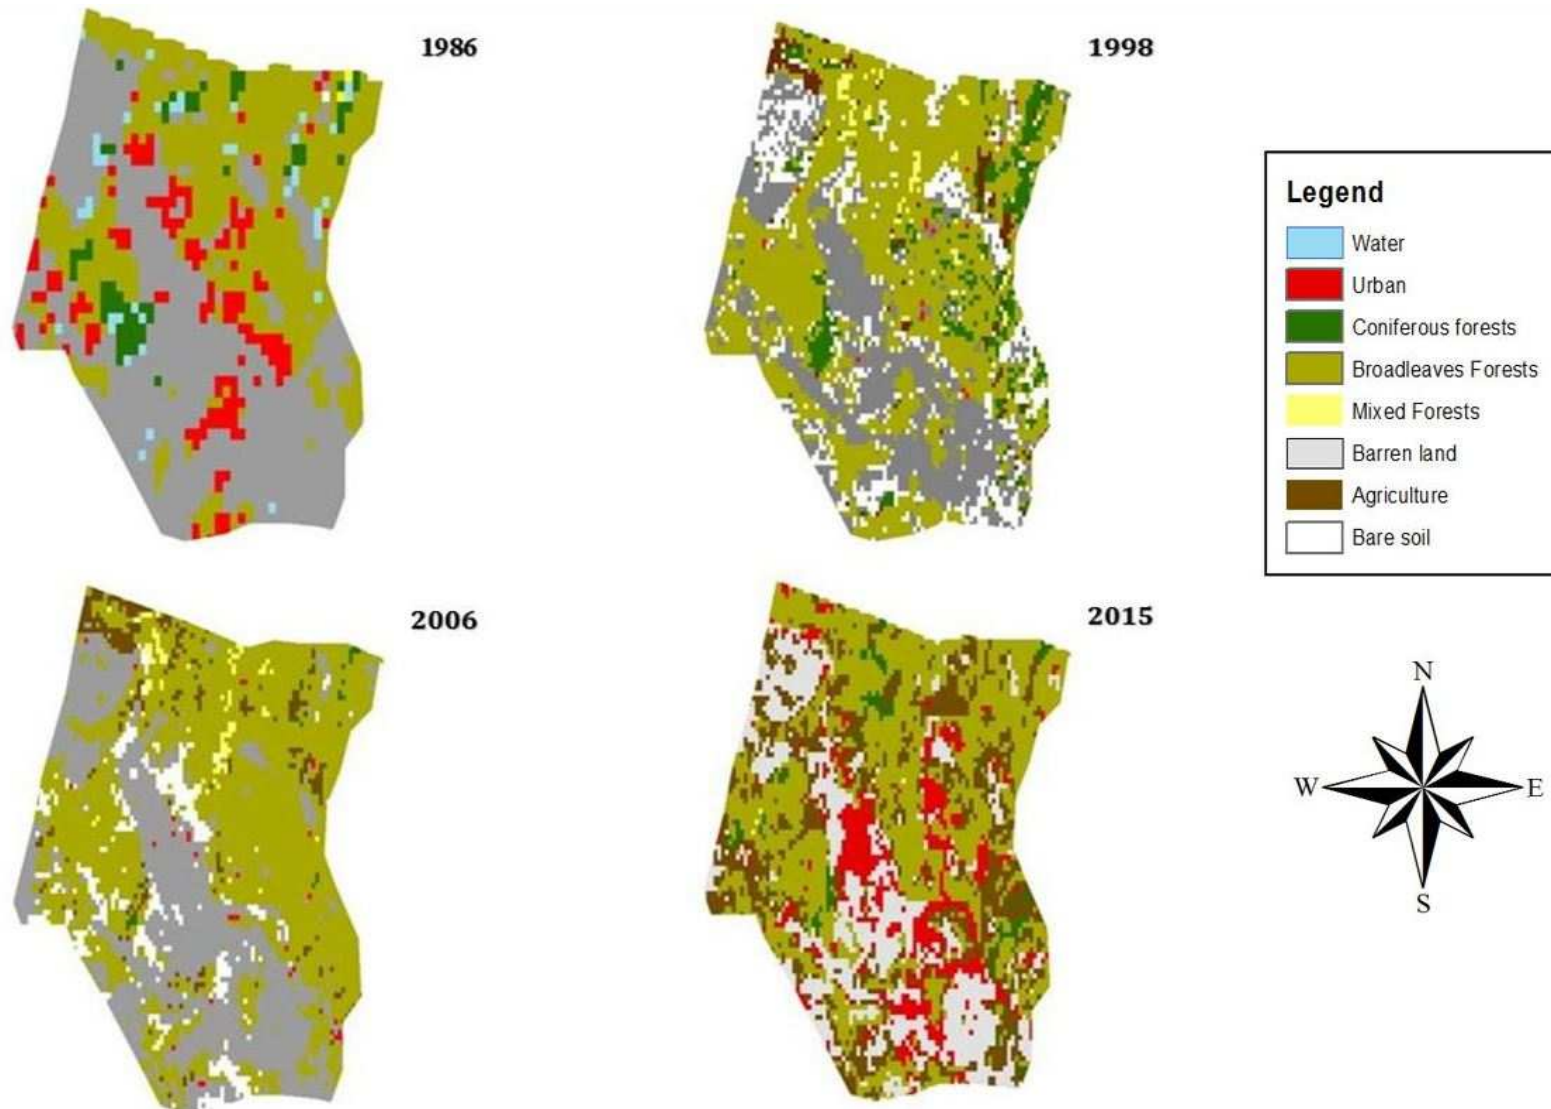 1986
1998
Legend
Water
Urban
Coniferous forests
Broadleaves Forests
Mixed Forests
Barren land
Agriculture
Bare soil
2006
2015
N
W
E
S